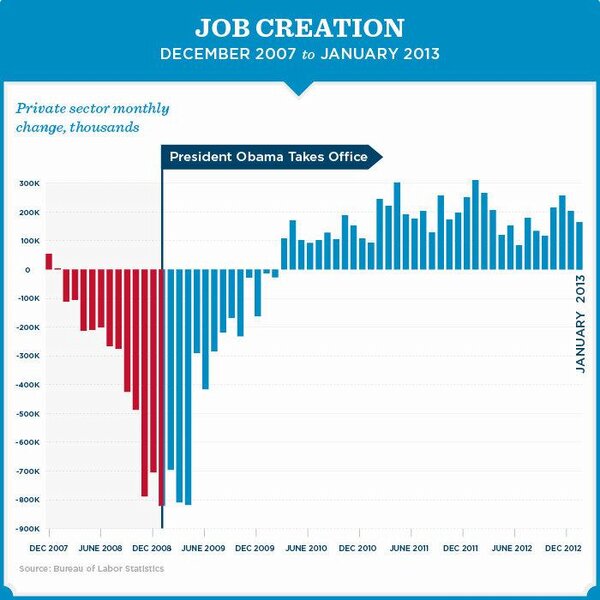 JOB CREATION
DECEMBER 2007 to JANUARY 2013
Private sector monthly
change, thousands
President Obama Takes Office
300K
200K
100K
0
-100K
-200K
-300K
-400K
-500K
-600K
-700K
-800K
-900K
JANUARY 2013
DEC 2007 JUNE 2008 DEC 2008 JUNE 2009 DEC 2009 JUNE 2010 DEC 2010 JUNE 2011 DEC 2011 JUNE 2012 DEC 2012
Source: Bureau of Labor Statistics